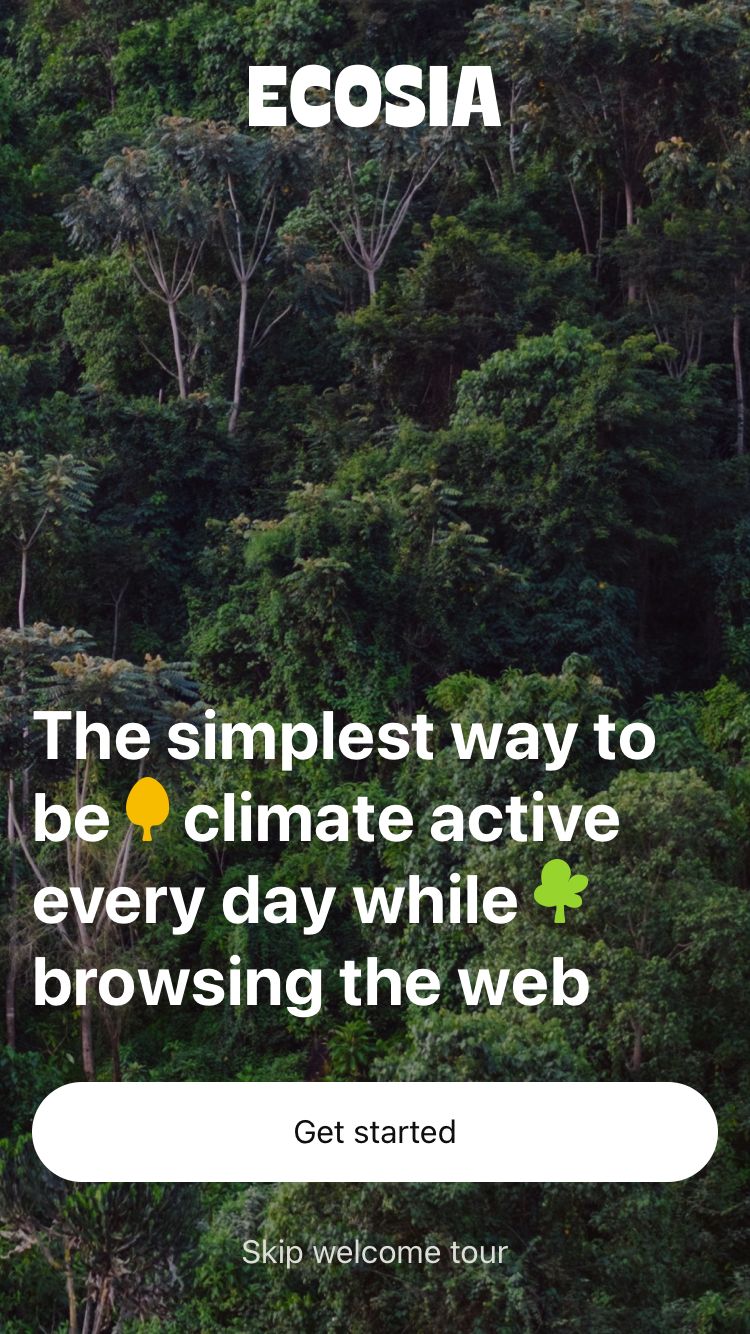 ECOSIA
The simplest way to
be climate active
every day while
browsing the web
Get started
Skip welcome tour